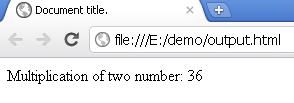 Document title.
file:///E:/demo/output.html
Multiplication of two number: 36